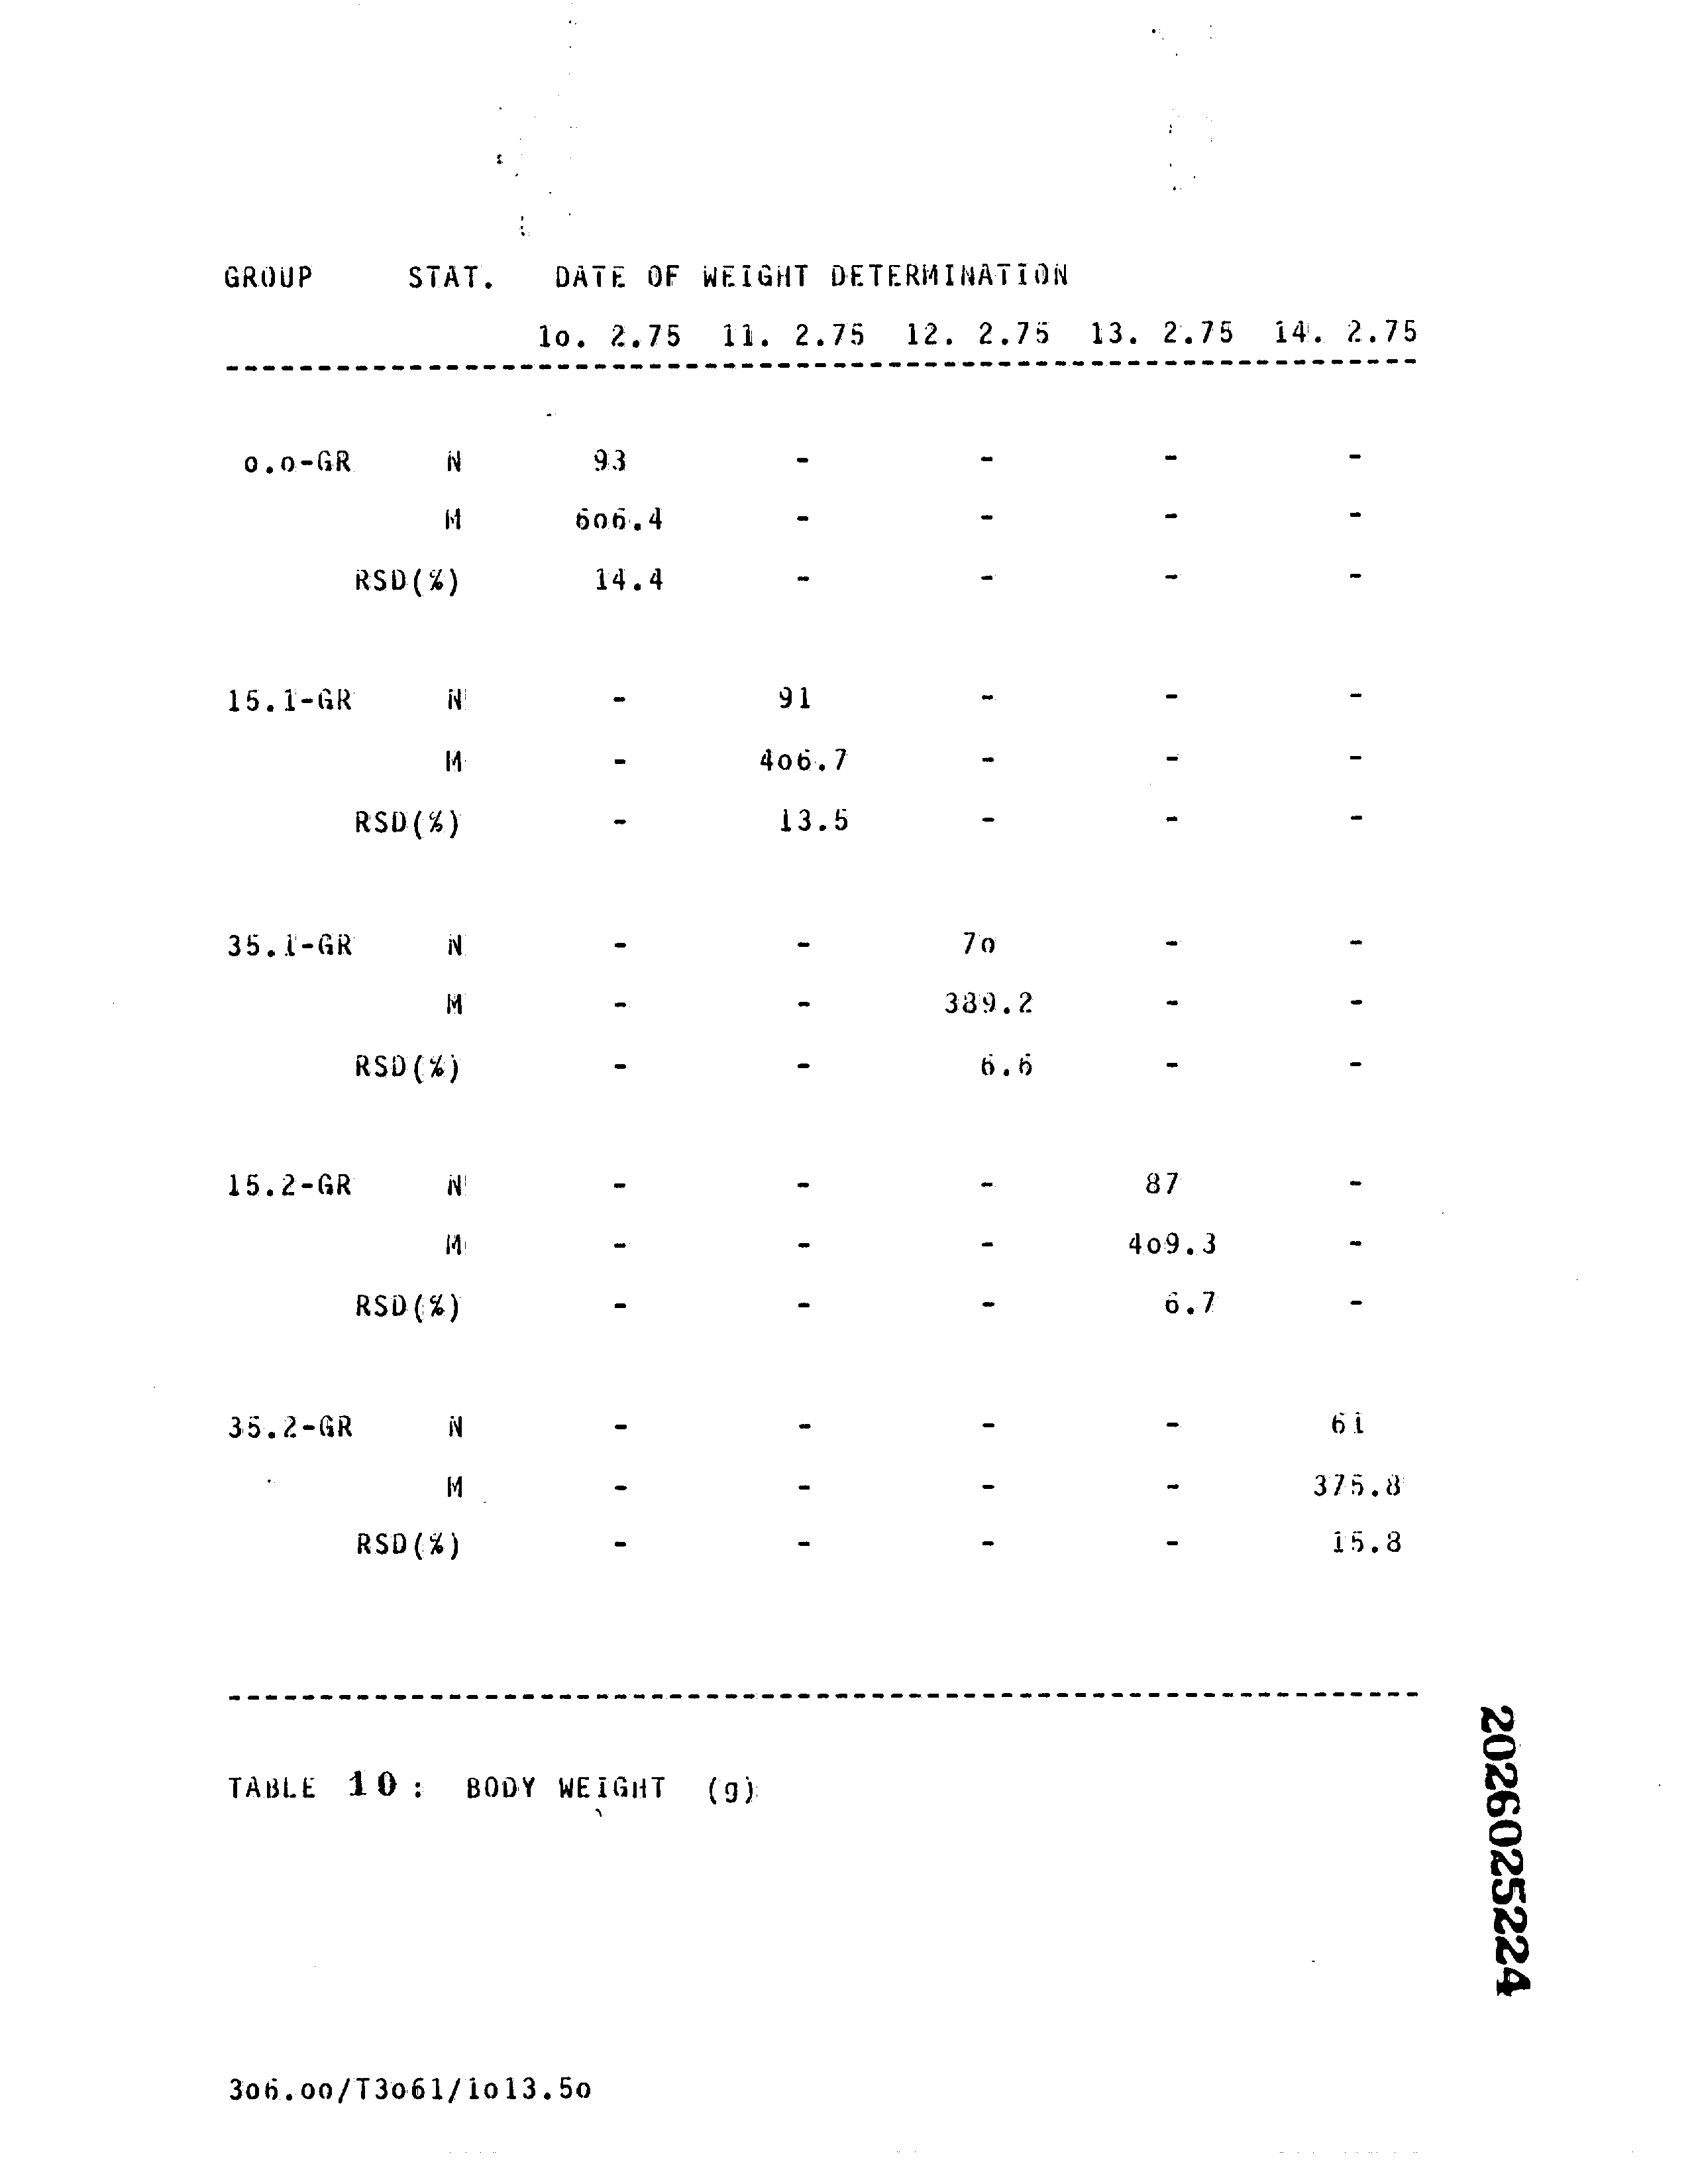 GROUP STAT. DATE OF WEIGHT DETERMINATION
1o. 2.75 11. 2.75 12. 2.75 13. 2.75 14. 2.75
o.o-GR N 93 - - - -
M 6o6.4 - - - -
RSD(%) 14.4 - - - -
15.1-GR N - 91 - - -
M - 4o6.7 - - -
RSD(%) - 13.5 - - -
35.1-GR N - - 7o - -
M - - 389.2 - -
RSD(%) - - 6.6 - -
15.2-GR N - - - 87 -
M - - - 4o9.3 -
RSD(%) - - - 6.7 -
35.2-GR N - - - - 61
M - - - - 375.8
RSD(%) - - - - 15.8
TABLE 10: BODY WEIGHT (g)
2026025224
3o6.oo/T3o61/1o13.5o